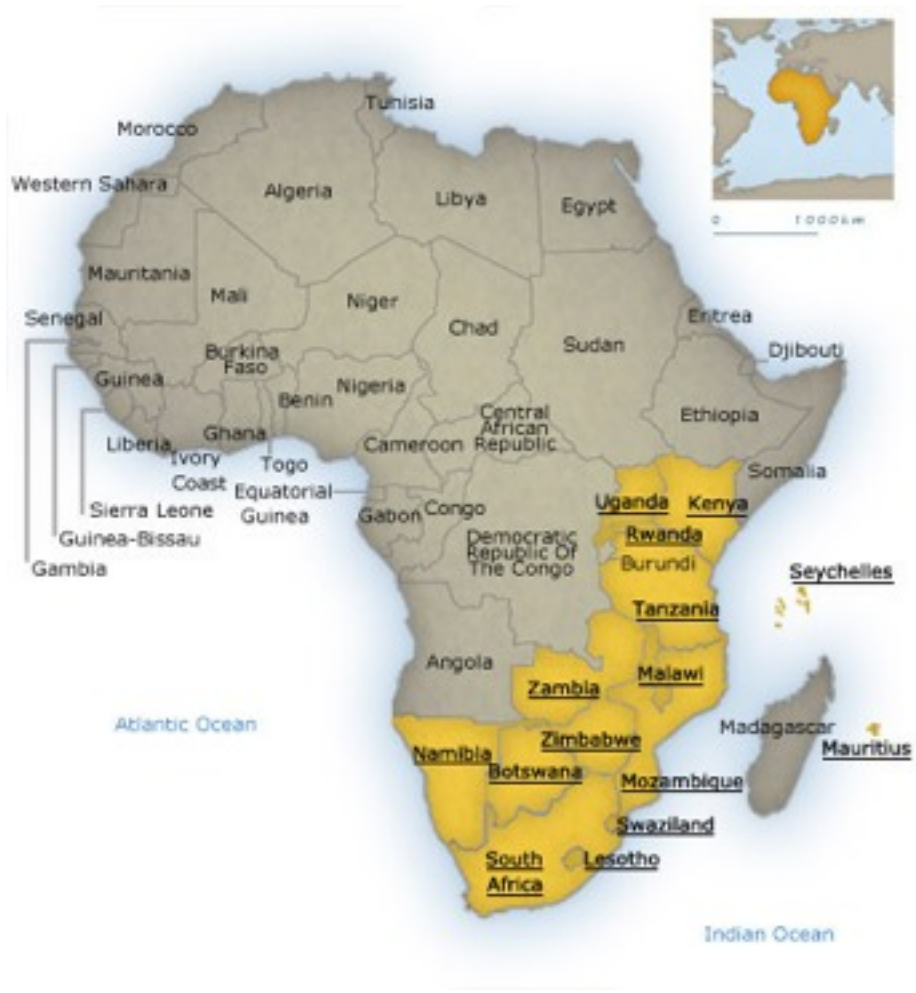 Tunisia
Morocco
0 1000km
Western Sahara
Algeria
Libya
Egypt
Mauritania
Mali
Niger
Senegal
Chad
Eritrea
Sudan
Djibouti
Burkina
Faso
Guinea
Nigeria
Benin
Central
African
Republic
Ethiopia
Ghana
Liberia
Cameroon
Ivory
Coast
Togo
Somalia
Equatorial
Guinea
Uganda
Kenya
Sierra Leone
Gabon
Congo
Guinea-Bissau
Democratic
Republic Of
The Congo
Rwanda
Burundi
Gambia
Seychelles
Tanzania
Angola
Malawi
Zambia
Atlantic Ocean
Madagascar
Mauritius
Zimbabwe
Namibia
Botswana
Mozambique
Swaziland
South
Africa
Lesotho
Indian Ocean